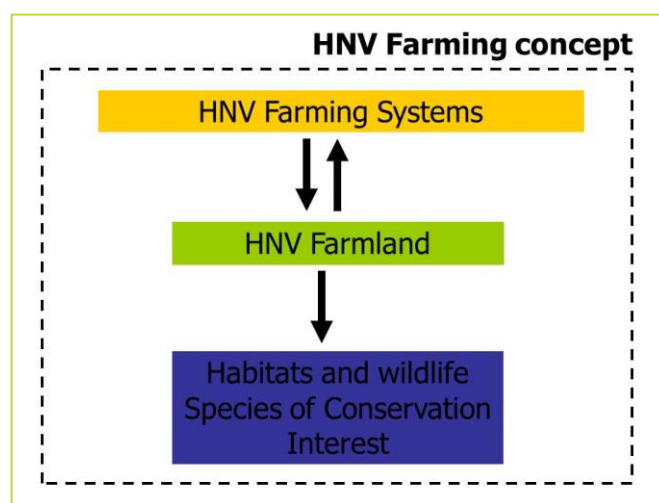 HNV Farming concept
HNV Farming Systems
HNV Farmland
Habitats and wildlife
Species of Conservation
Interest